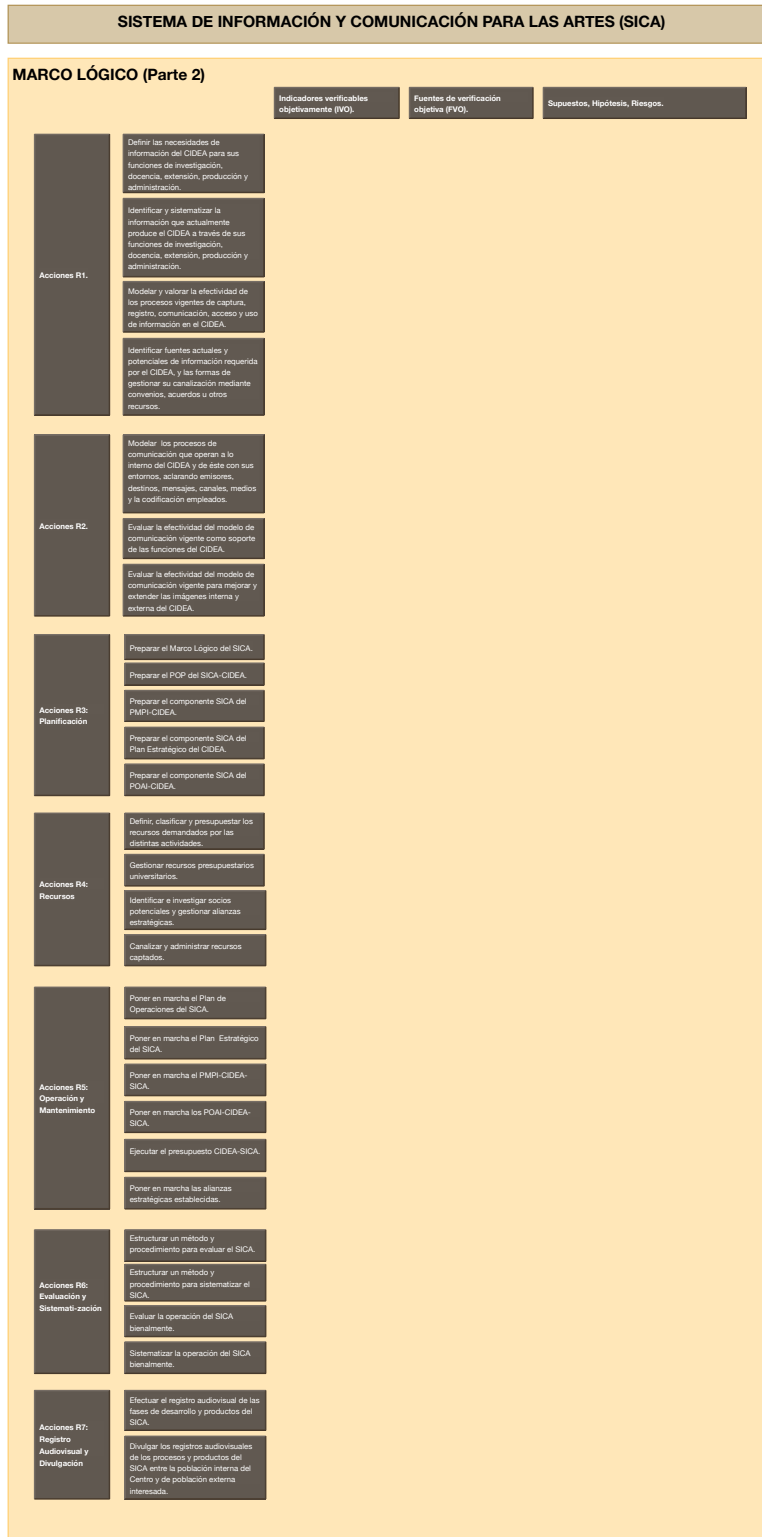 SISTEMA DE INFORMACIÓN Y COMUNICACIÓN PARA LAS ARTES (SICA)
MARCO LÓGICO (Parte 2)
Indicadores verificables
objetivamente (IVO).
Fuentes de verificación
objetiva (FVO).
Supuestos, Hipótesis, Riesgos.
Acciones R1.
Definir las necesidades de
información del CIDEA para sus
funciones de investigación,
docencia, extensión, producción y
administración.
Identificar y sistematizar la
información que actualmente
produce el CIDEA a través de sus
funciones de investigación,
docencia, extensión, producción y
administración.
Modelar y valorar la efectividad de
los procesos vigentes de captura,
registro, comunicación, acceso y uso
de información en el CIDEA.
Identificar fuentes actuales y
potenciales de información requerida
por el CIDEA, y las formas de
gestionar su canalización mediante
convenios, acuerdos u otros
recursos.
Acciones R2.
Modelar los procesos de
comunicación que operan a lo
interno del CIDEA y de éste con sus
entornos, aclarando emisores,
destinos, mensajes, canales, medios
y la codificación empleados.
Evaluar la efectividad del modelo de
comunicación vigente como soporte
de las funciones del CIDEA.
Evaluar la efectividad del modelo de
comunicación vigente para mejorar y
extender las imágenes interna y
externa del CIDEA.
Acciones R3:
Planificación
Preparar el Marco Lógico del SICA.
Preparar el POP del SICA-CIDEA.
Preparar el componente SICA del
PMPI-CIDEA.
Preparar el componente SICA del
Plan Estratégico del CIDEA.
Preparar el componente SICA del
POAI-CIDEA.
Acciones R4:
Recursos
Definir, clasificar y presupuestar los
recursos demandados por las
distintas actividades.
Gestionar recursos presupuestarios
universitarios.
Identificar e investigar socios
potenciales y gestionar alianzas
estratégicas.
Canalizar y administrar recursos
captados.
Acciones R5:
Operación y
Mantenimiento
Poner en marcha el Plan de
Operaciones del SICA.
Poner en marcha el Plan Estratégico
del SICA.
Poner en marcha el PMPI-CIDEA-
SICA.
Poner en marcha los POAI-CIDEA-
SICA.
Ejecutar el presupuesto CIDEA-SICA.
Poner en marcha las alianzas
estratégicas establecidas.
Acciones R6:
Evaluación y
Sistemati-zación
Estructurar un método y
procedimiento para evaluar el SICA.
Estructurar un método y
procedimiento para sistematizar el
SICA.
Evaluar la operación del SICA
bienalmente.
Sistematizar la operación del SICA
bienalmente.
Acciones R7:
Registro
Audiovisual y
Divulgación
Efectuar el registro audiovisual de las
fases de desarrollo y productos del
SICA.
Divulgar los registros audiovisuales
de los procesos y productos del
SICA entre la población interna del
Centro y de población externa
interesada.